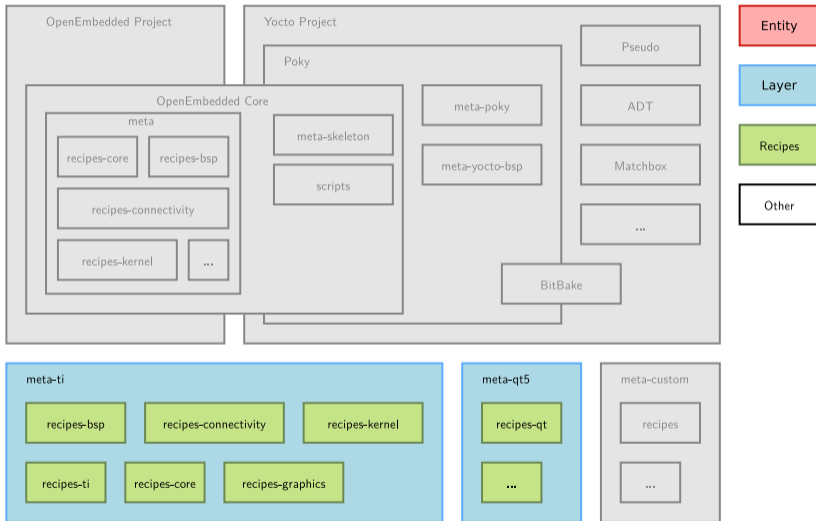 OpenEmbedded Project
Yocto Project
Entity
Pseudo
Poky
Layer
OpenEmbedded Core
meta-poky
ADT
meta
meta-skeleton
recipes-core
recipes-bsp
Recipes
meta-yocto-bsp
Matchbox
scripts
recipes-connectivity
Other
...
recipes-kernel
...
BitBake
meta-ti
meta-qt5
meta-custom
recipes-bsp
recipes-connectivity
recipes-kernel
recipes-qt
recipes
recipes-ti
recipes-core
recipes-graphics
...
...